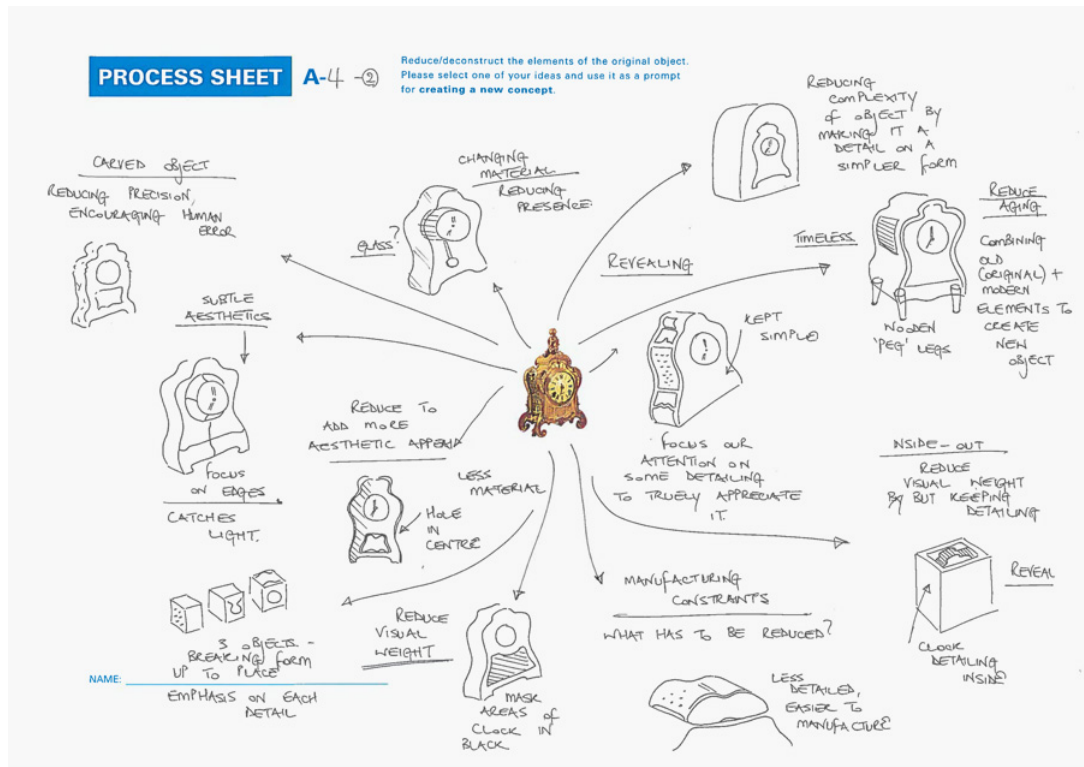 PROCESS SHEET A-4-②
Reduce/deconstruct the elements of the original object.
Please select one of your ideas and use it as a prompt
for creating a new concept.
CARVED OBJECT
REDUCING PRECISION,
ENCOURAGING HUMAN
ERROR
CHANGING
MATERIAL
REDUCING
PRESENCE
GLASS?
REDUCING
COMPLEXITY
OF OBJECT BY
MAKING IT A
DETAIL ON A
SIMPLER FORM
REVEALING
TIMELESS
REDUCE
AGING
COMBINING
OLD
(ORIGINAL) +
MODERN
ELEMENTS TO
CREATE
NEW
OBJECT
WOODEN
'PEG' LEGS
SUBTLE
AESTHETICS
FOCUS
ON EDGES.
CATCHES
LIGHT.
KEPT
SIMPLE
FOCUS OUR
ATTENTION ON
SOME DETAILING
TO TRUELY APPRECIATE
IT.
REDUCE TO
ADD MORE
AESTHETIC
LESS
MATERIAL
HOLE
IN
CENTRE
INSIDE-OUT
REDUCE
VISUAL WEIGHT
BY BUT KEEPING
DETAILING
REVEAL
CLOCK
DETAILING
INSIDE
3 OBJECTS -
BREAKING FORM
UP TO PLACE
EMPHASIS ON EACH
DETAIL
NAME:
REDUCE
VISUAL
WEIGHT
MASK
AREAS of
CLOCK IN
BLACK
MANUFACTURING
CONSTRAINTS
WHAT HAS TO BE REDUCED?
LESS
DETAILED,
EASIER TO
MANUFACTURE